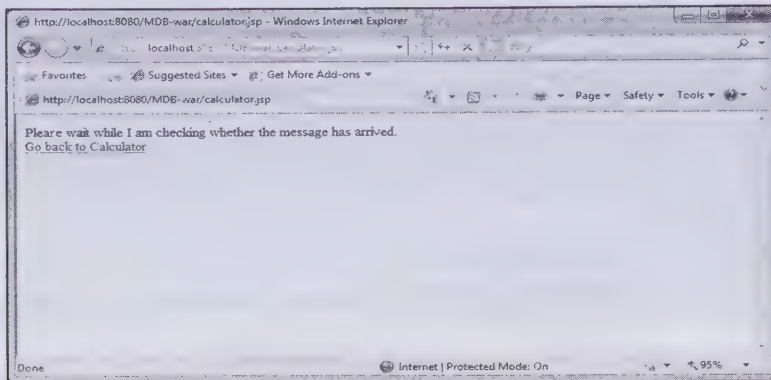 http://localhost:8080/MDB-war/calculator.jsp - Windows Internet Explorer
localhost
Favorites Suggested Sites Get More Add-ons
http://localhost:8080/MDB-war/calculator.jsp Page Safety Tools
Pleare wait while I am checking whether the message has arrived.
Go back to Calculator
Done Internet | Protected Mode: On 95%